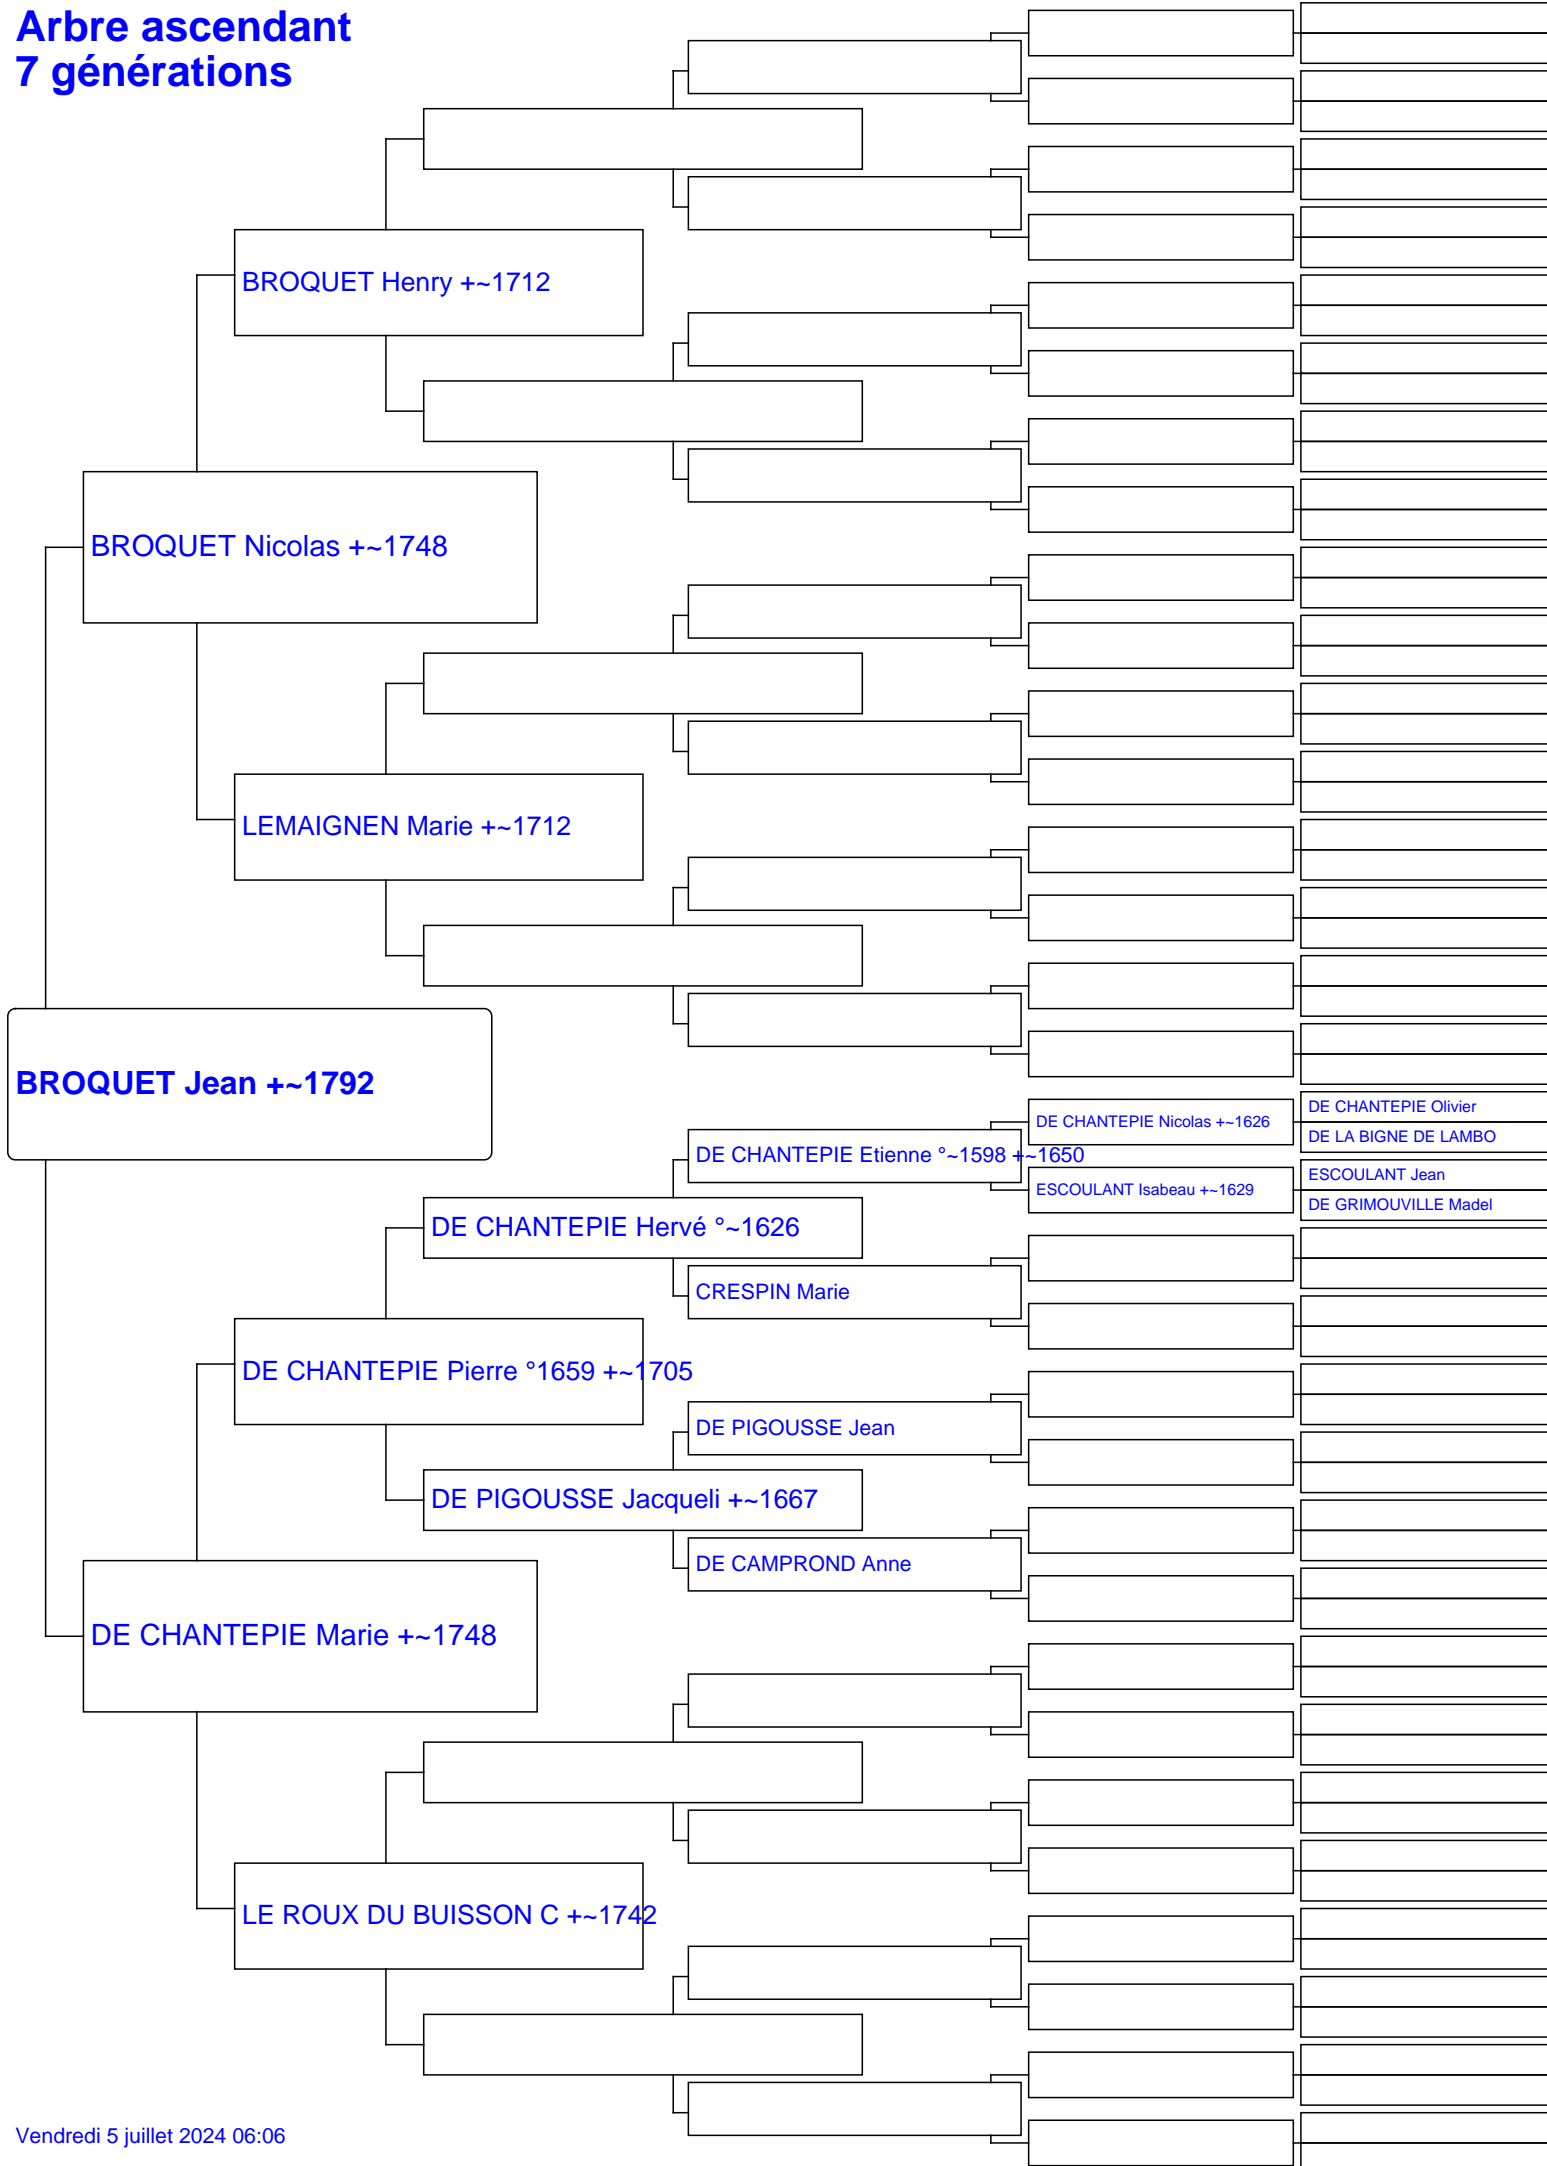 Arbre ascendant
7 générations
BROQUET Henry +~1712
BROQUET Nicolas +~1748
LEMAIGNEN Marie +~1712
BROQUET Jean +~1792
DE CHANTEPIE Nicolas +~1626
DE CHANTEPIE Olivier
DE LA BIGNE DE LAMBO
DE CHANTEPIE Etienne °~1598 +~1650
ESCOULANT Isabeau +~1629
ESCOULANT Jean
DE GRIMOUVILLE Madel
DE CHANTEPIE Hervé °~1626
CRESPIN Marie
DE CHANTEPIE Pierre °1659 +~1705
DE PIGOUSSE Jean
DE PIGOUSSE Jacqueli +~1667
DE CAMPROND Anne
DE CHANTEPIE Marie +~1748
LE ROUX DU BUISSON C +~1742
Vendredi 5 juillet 2024 06:06